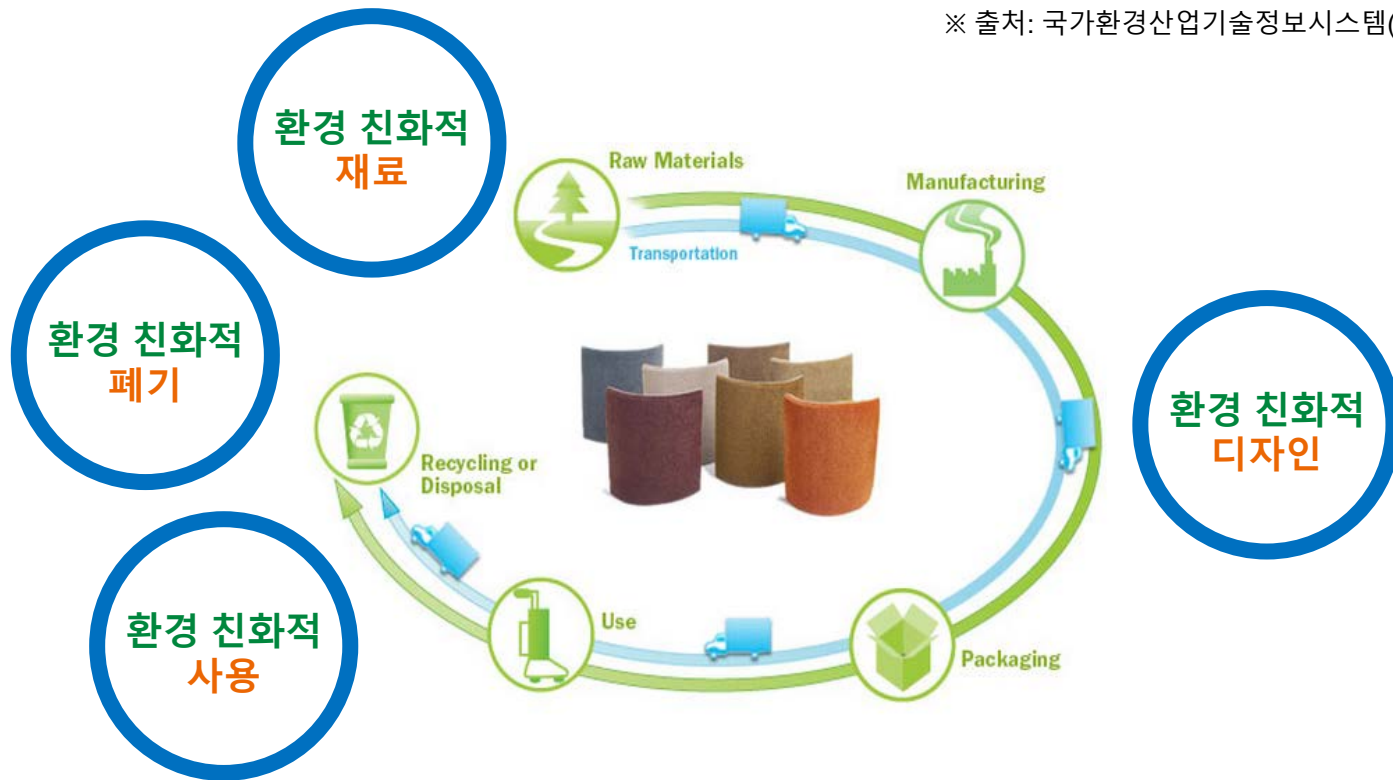 ※ 출처: 국가환경산업기술정보시스템(
환경 친화적
재료
Raw Materials
Manufacturing
Transportation
환경 친화적
폐기
환경 친화적
디자인
Recycling or
Disposal
환경 친화적
사용
Use
Packaging